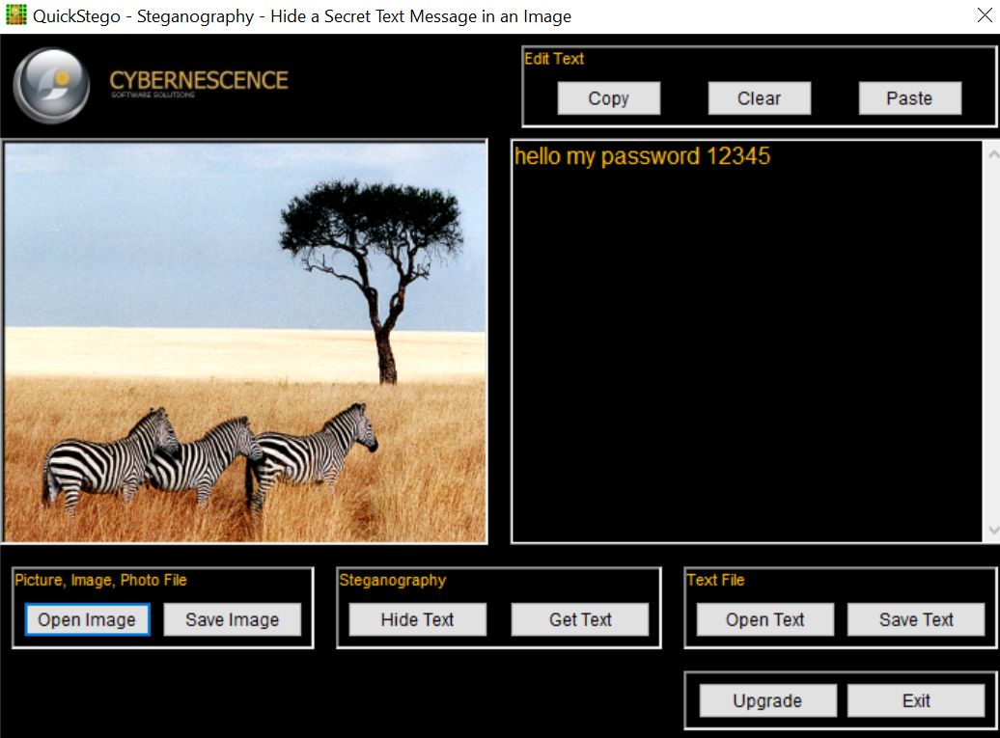 QuickStego - Steganography - Hide a Secret Text Message in an Image
CYBERNESCENCE
SOFTWARE SOLUTIONS
Edit Text
Copy Clear Paste
hello my password 12345
Picture, Image, Photo File
Open Image Save Image
Steganography
Hide Text Get Text
Text File
Open Text Save Text
Upgrade Exit